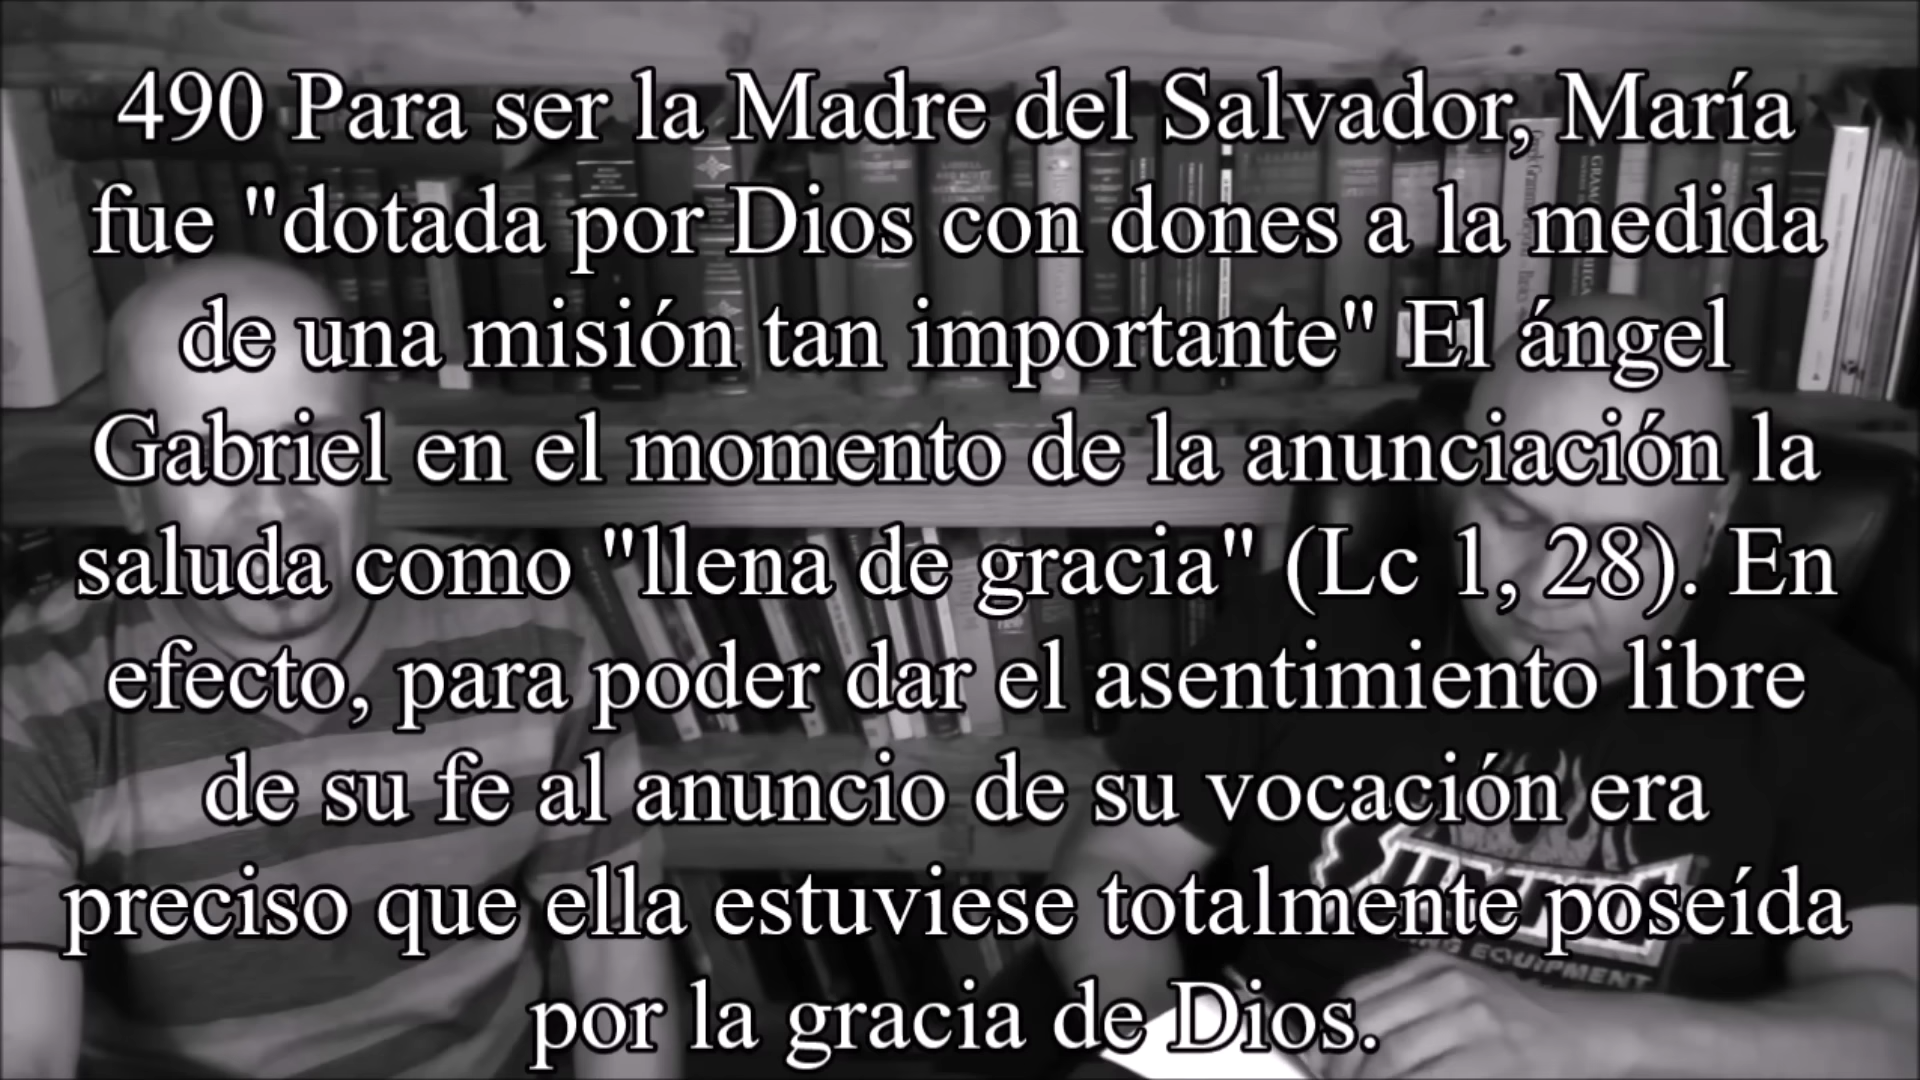 490 Para ser la Madre del Salvador, María
fue "dotada por Dios con dones a la medida
de una misión tan importante" El ángel
Gabriel en el momento de la anunciación la
saluda como "llena de gracia" (Lc 1, 28). En
efecto, para poder dar el asentimiento libre
de su fe al anuncio de su vocación era
preciso que ella estuviese totalmente poseída
por la gracia de Dios.
EQUIPMENT